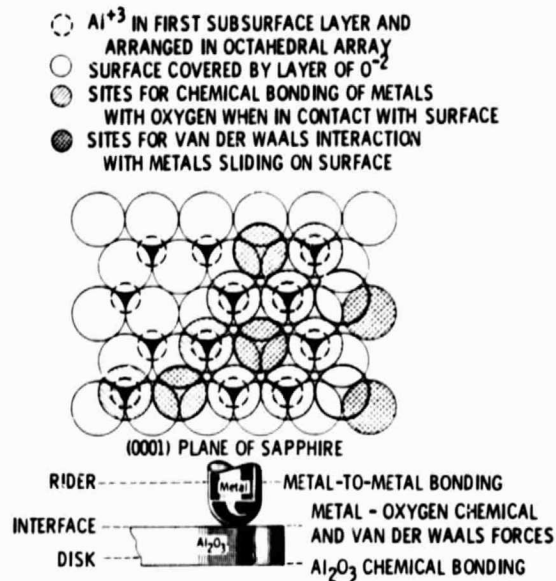 Al+3 IN FIRST SUBSURFACE LAYER AND
ARRANGED IN OCTAHEDRAL ARRAY
SURFACE COVERED BY LAYER OF O-2
SITES FOR CHEMICAL BONDING OF METALS
WITH OXYGEN WHEN IN CONTACT WITH SURFACE
SITES FOR VAN DER WAALS INTERACTION
WITH METALS SLIDING ON SURFACE
(0001) PLANE OF SAPPHIRE
RIDER
Metal
METAL-TO-METAL BONDING
INTERFACE
METAL - OXYGEN CHEMICAL
AND VAN DER WAALS FORCES
Al2O3
DISK
Al2O3 CHEMICAL BONDING